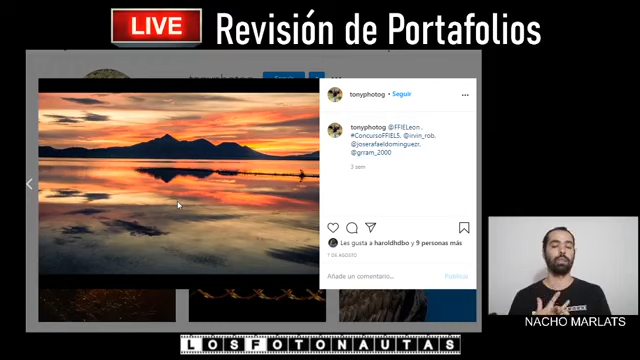 LIVE Revisión de Portafolios
tonyphotog • Seguir
tonyphotog @FFIELeon .
#ConcursoFFIEL5, @irvin_rob,
@joserafaeldominguezr,
@grram_2000
3 sem
Les gusta a haroldhdbo y 9 personas más
7 DE AGOSTO
Añade un comentario...
Publicar
NACHO MARLATS
LOSFOTONAUTAS